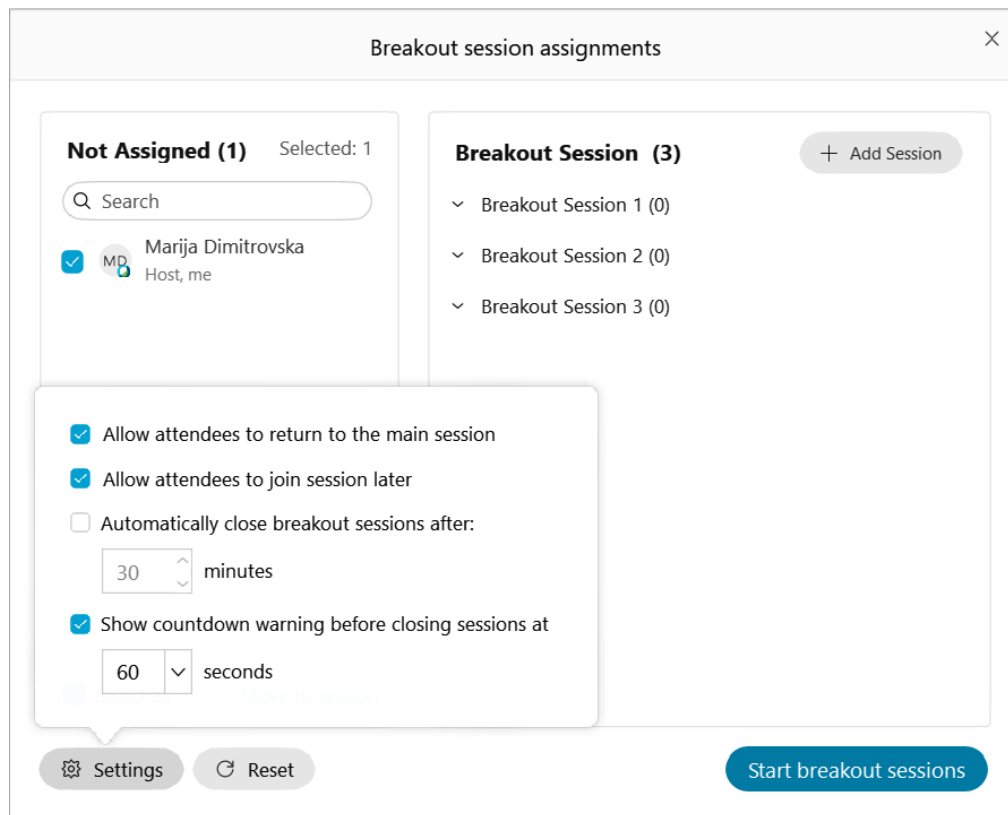 Breakout session assignments
Not Assigned (1) Selected: 1
Search
MD
Marija Dimitrovska
Host, me
Breakout Session (3) + Add Session
Breakout Session 1 (0)
Breakout Session 2 (0)
Breakout Session 3 (0)
Allow attendees to return to the main session
Allow attendees to join session later
Automatically close breakout sessions after:
30 minutes
Show countdown warning before closing sessions at
60 seconds
Settings Reset Start breakout sessions